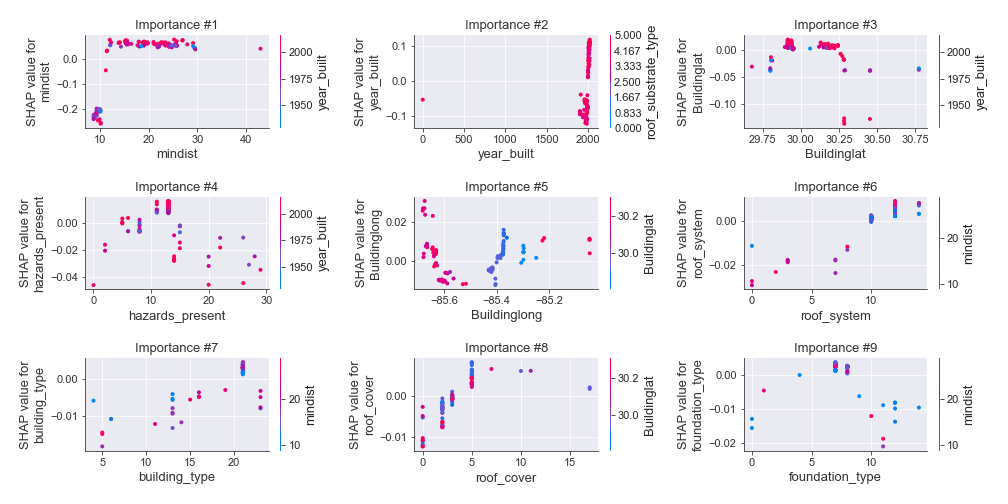 Importance #1
SHAP value for
mindist
0.0
−0.1
−0.2
10
20
30
40
mindist
2000
1975
1950
year_built
Importance #2
SHAP value for
year_built
0.1
0.0
−0.1
0
500
1000
1500
2000
year_built
5.000
4.167
3.333
2.500
1.667
0.833
0.000
roof_substrate_type
Importance #3
SHAP value for
Buildinglat
0.00
−0.05
−0.10
29.75
30.00
30.25
30.50
30.75
Buildinglat
2000
1975
1950
year_built
Importance #4
SHAP value for
hazards_present
0.00
−0.02
−0.04
0
10
20
30
hazards_present
2000
1975
1950
year_built
Importance #5
SHAP value for
Buildinglong
0.02
0.00
−85.6
−85.4
−85.2
Buildinglong
30.2
30.0
Buildinglat
Importance #6
SHAP value for
roof_system
0.00
−0.02
0
5
10
roof_system
20
10
mindist
Importance #7
SHAP value for
building_type
0.00
−0.01
5
10
15
20
building_type
20
10
mindist
Importance #8
SHAP value for
roof_cover
0.00
−0.01
0
5
10
15
roof_cover
30.2
30.0
Buildinglat
Importance #9
SHAP value for
foundation_type
0.00
−0.01
−0.02
0
5
10
foundation_type
20
10
mindist